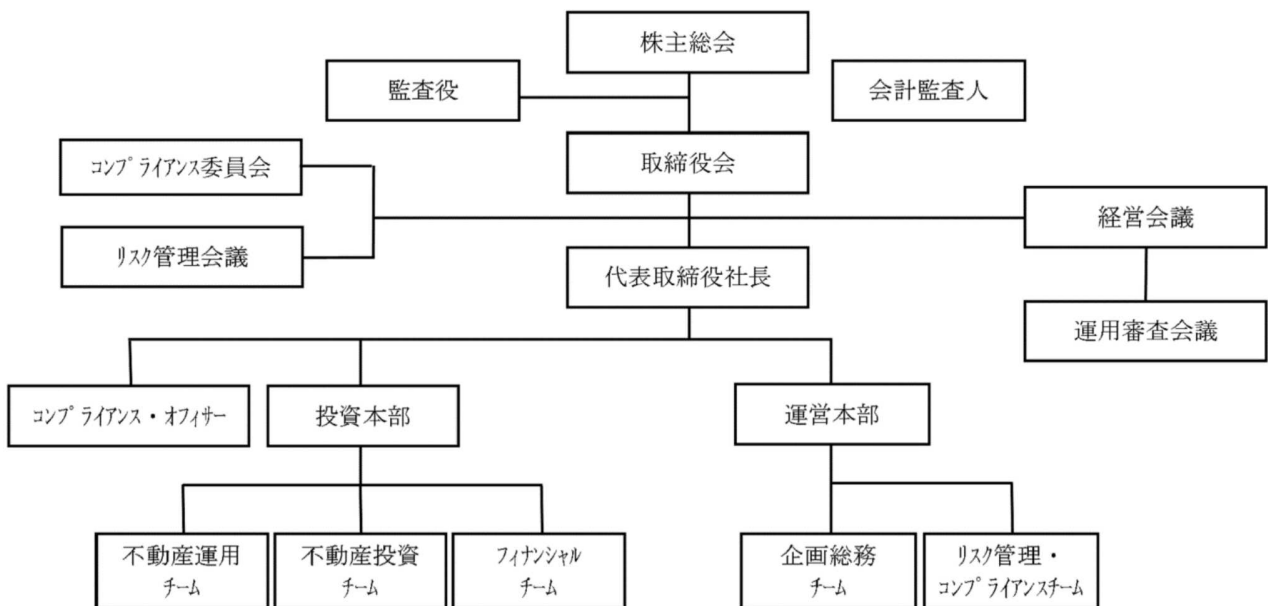 株主総会
監査役
会計監査人
取締役会
コンプライアンス委員会
経営会議
リスク管理会議
代表取締役社長
運用審査会議
コンプライアンス・オフィサー
投資本部
運営本部
不動産運用
チーム
不動産投資
チーム
フィナンシャル
チーム
企画総務
チーム
リスク管理・
コンプライアンスチーム